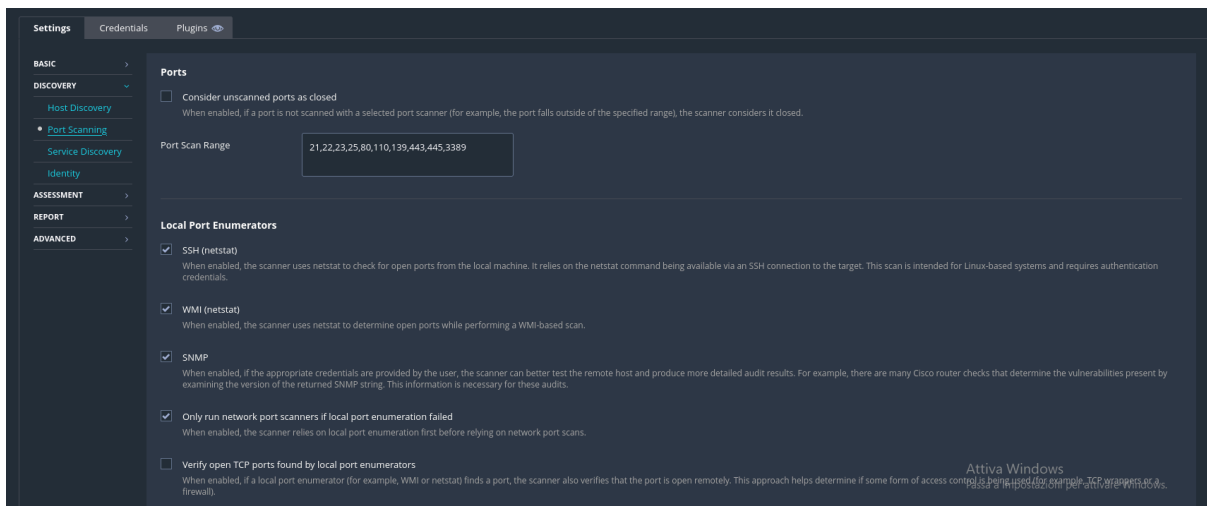 Settings
Credentials
Plugins
BASIC
DISCOVERY
Host Discovery
Port Scanning
Service Discovery
Identity
ASSESSMENT
REPORT
ADVANCED
Ports
Consider unscanned ports as closed
When enabled, if a port is not scanned with a selected port scanner (for example, the port falls outside of the specified range), the scanner considers it closed.
Port Scan Range
21,22,23,25,80,110,139,443,445,3389
Local Port Enumerators
SSH (netstat)
When enabled, the scanner uses netstat to check for open ports from the local machine. It relies on the netstat command being available via an SSH connection to the target. This scan is intended for Linux-based systems and requires authentication
credentials.
WMI (netstat)
When enabled, the scanner uses netstat to determine open ports while performing a WMI-based scan.
SNMP
When enabled, if the appropriate credentials are provided by the user, the scanner can better test the remote host and produce more detailed audit results. For example, there are many Cisco router checks that determine the vulnerabilities present by
examining the version of the returned SNMP string. This information is necessary for these audits.
Only run network port scanners if local port enumeration failed
When enabled, the scanner relies on local port enumeration first before relying on network port scans.
Verify open TCP ports found by local port enumerators
When enabled, if a local port enumerator (for example, WMI or netstat) finds a port, the scanner also verifies that the port is open remotely. This approach helps determine if some form of access control is being used (for example, TCP wrappers or a
firewall).
Attiva Windows
Passa a Impostazioni per attivare Windows.